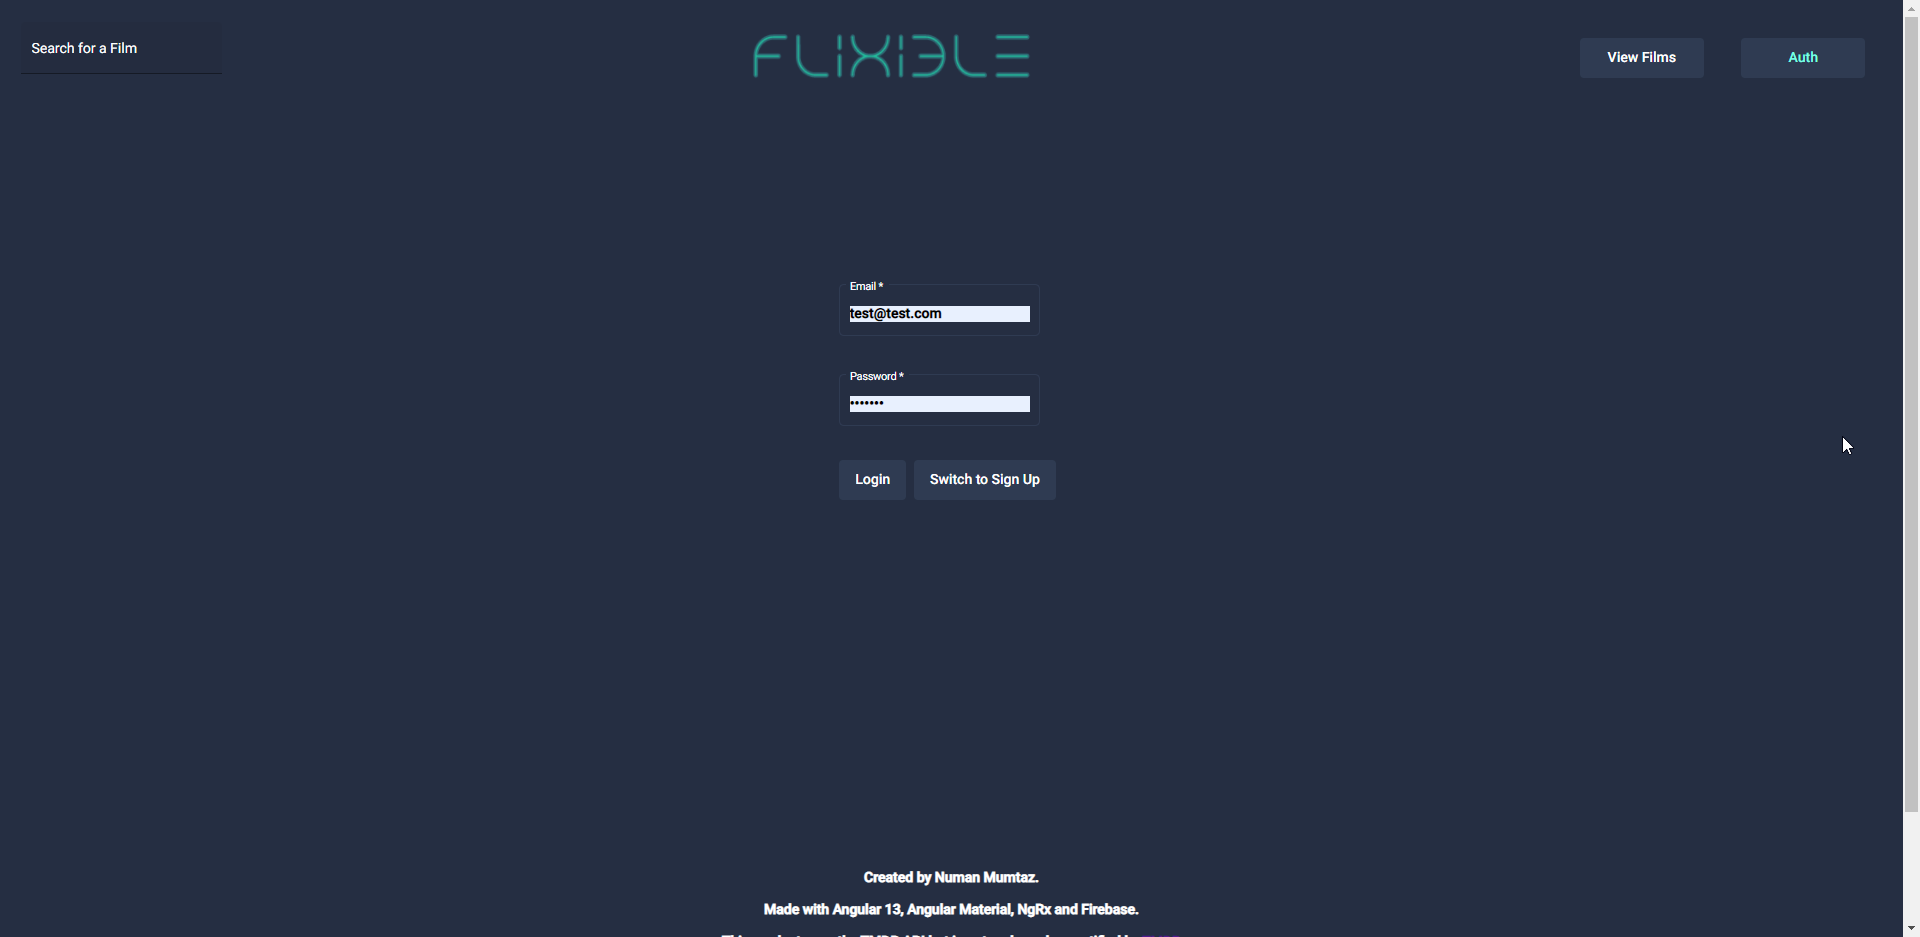 Search for a Film
FLIXIBLE
View Films
Auth
Email *
test@test.com
Password *
•••••••
Login
Switch to Sign Up
Created by Numan Mumtaz.
Made with Angular 13, Angular Material, NgRx and Firebase.